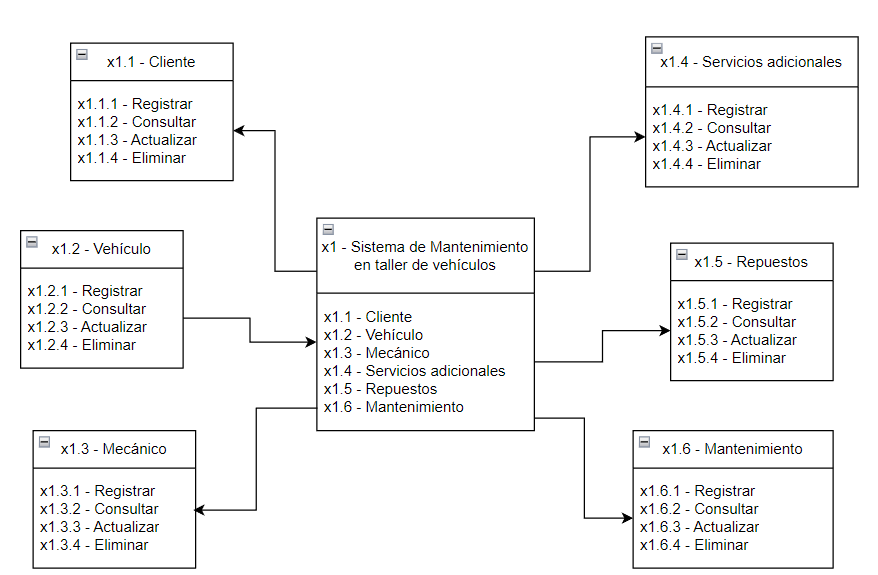 x1.1 - Cliente
x1.1.1 - Registrar
x1.1.2 - Consultar
x1.1.3 - Actualizar
x1.1.4 - Eliminar
x1.4 - Servicios adicionales
x1.4.1 - Registrar
x1.4.2 - Consultar
x1.4.3 - Actualizar
x1.4.4 - Eliminar
x1.2 - Vehículo
x1.2.1 - Registrar
x1.2.2 - Consultar
x1.2.3 - Actualizar
x1.2.4 - Eliminar
x1 - Sistema de Mantenimiento
en taller de vehículos
x1.1 - Cliente
x1.2 - Vehículo
x1.3 - Mecánico
x1.4 - Servicios adicionales
x1.5 - Repuestos
x1.6 - Mantenimiento
x1.5 - Repuestos
x1.5.1 - Registrar
x1.5.2 - Consultar
x1.5.3 - Actualizar
x1.5.4 - Eliminar
x1.3 - Mecánico
x1.3.1 - Registrar
x1.3.2 - Consultar
x1.3.3 - Actualizar
x1.3.4 - Eliminar
x1.6 - Mantenimiento
x1.6.1 - Registrar
x1.6.2 - Consultar
x1.6.3 - Actualizar
x1.6.4 - Eliminar